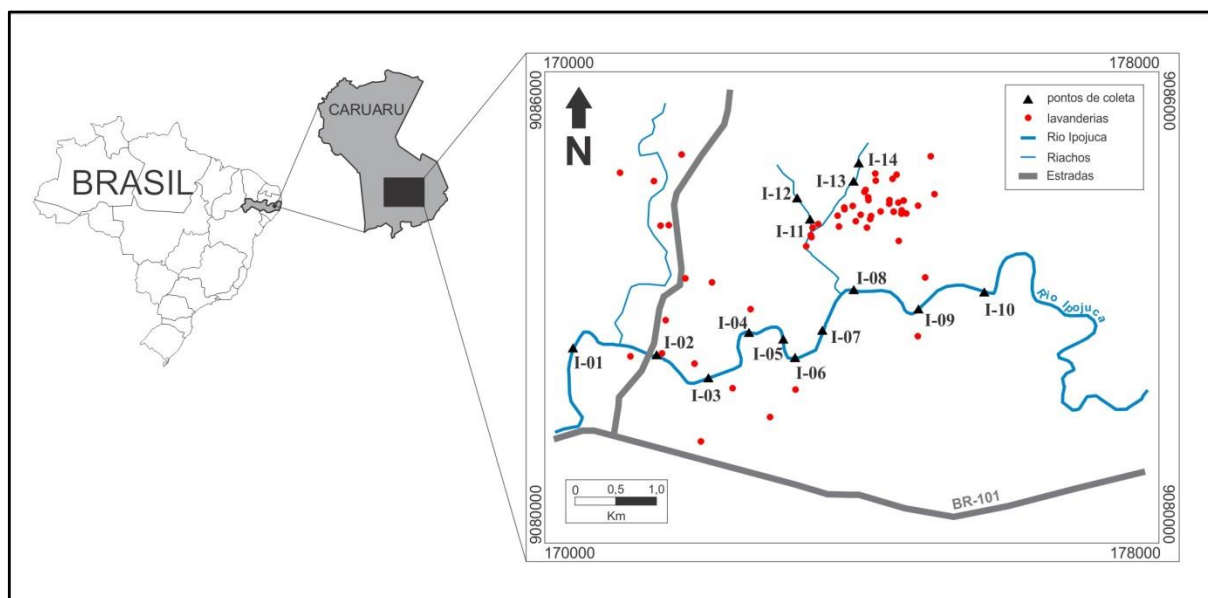 BRASIL
CARUARU
170000
178000
9086000
9086000
N
pontos de coleta
lavanderias
Rio Ipojuca
Riachos
Estradas
I-14
I-13
I-12
I-11
I-08
I-10
I-09
Rio Ipojuca
I-04
I-07
I-02
I-05
I-01
I-06
I-03
0 0,5 1,0
Km
BR-101
9080000
9080000
170000
178000